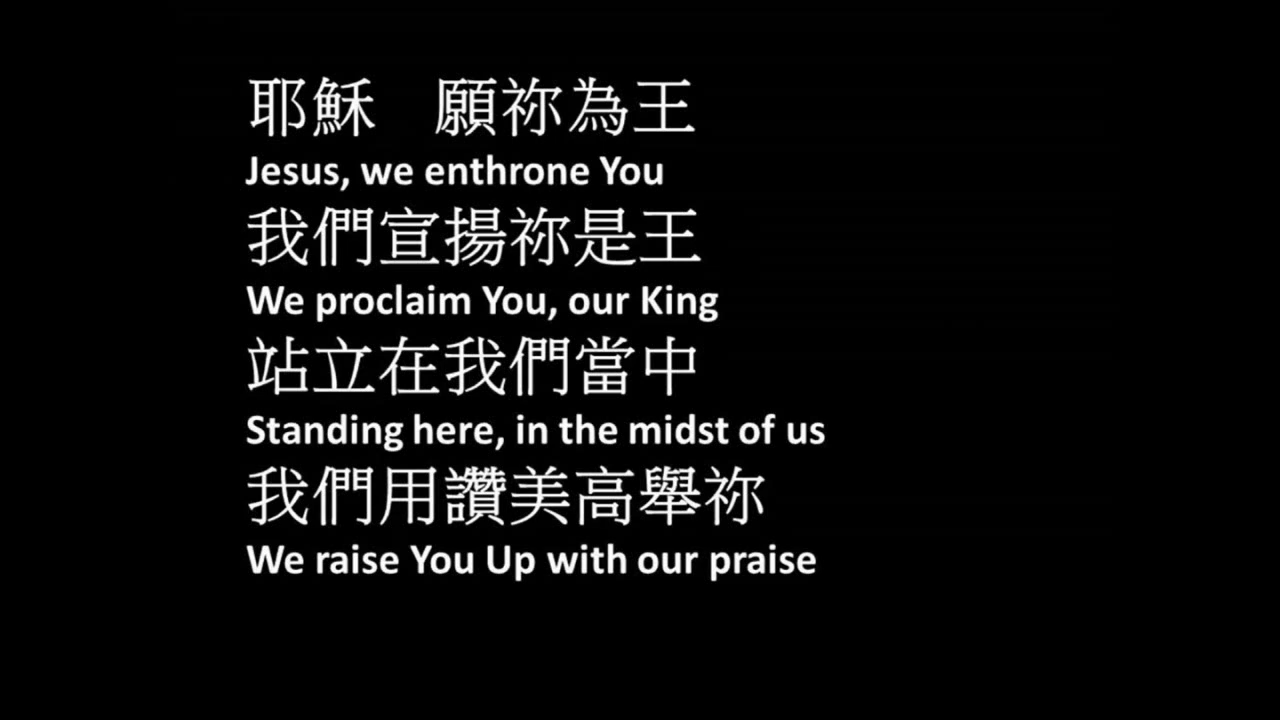 耶穌　願祢為王
Jesus, we enthrone You
我們宣揚祢是王
We proclaim You, our King
站立在我們當中
Standing here, in the midst of us
我們用讚美高舉祢
We raise You Up with our praise